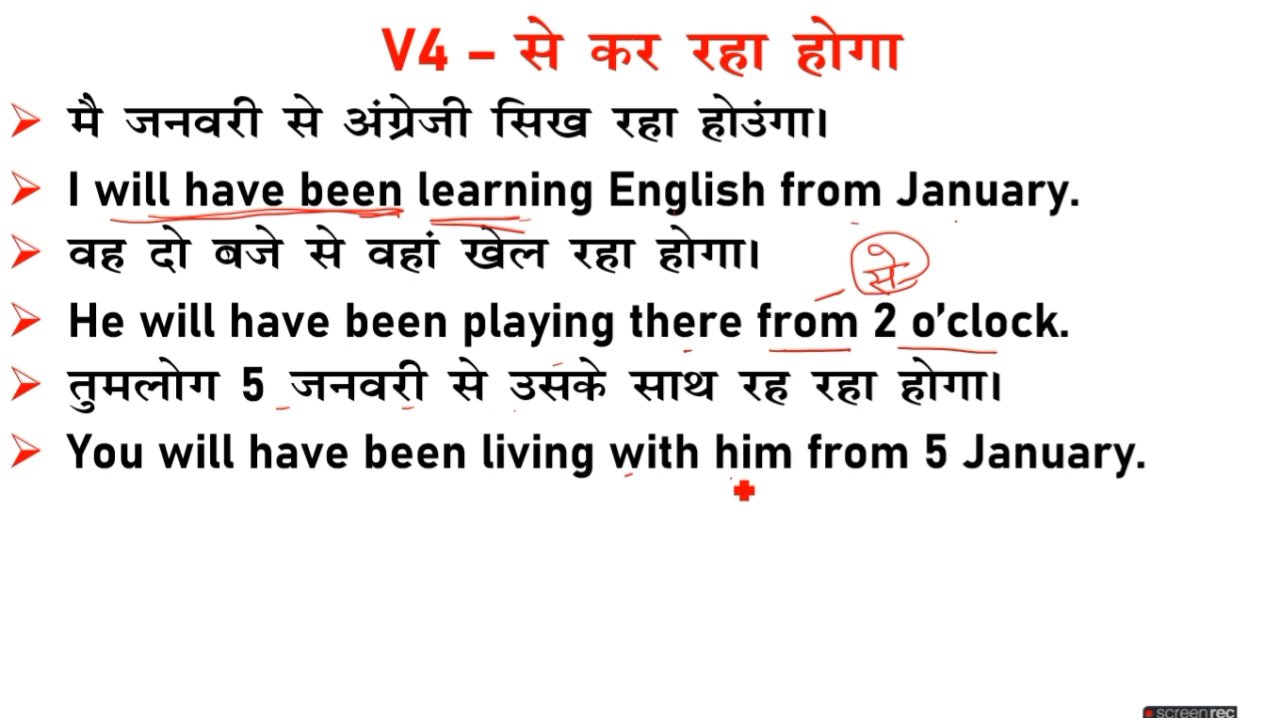 V4 – से कर रहा होगा
मै जनवरी से अंग्रेजी सिख रहा होउंगा।
I will have been learning English from January.
वह दो बजे से वहां खेल रहा होगा।
से
He will have been playing there from 2 o'clock.
तुमलोग 5 जनवरी से उसके साथ रह रहा होगा।
You will have been living with him from 5 January.
screenrec